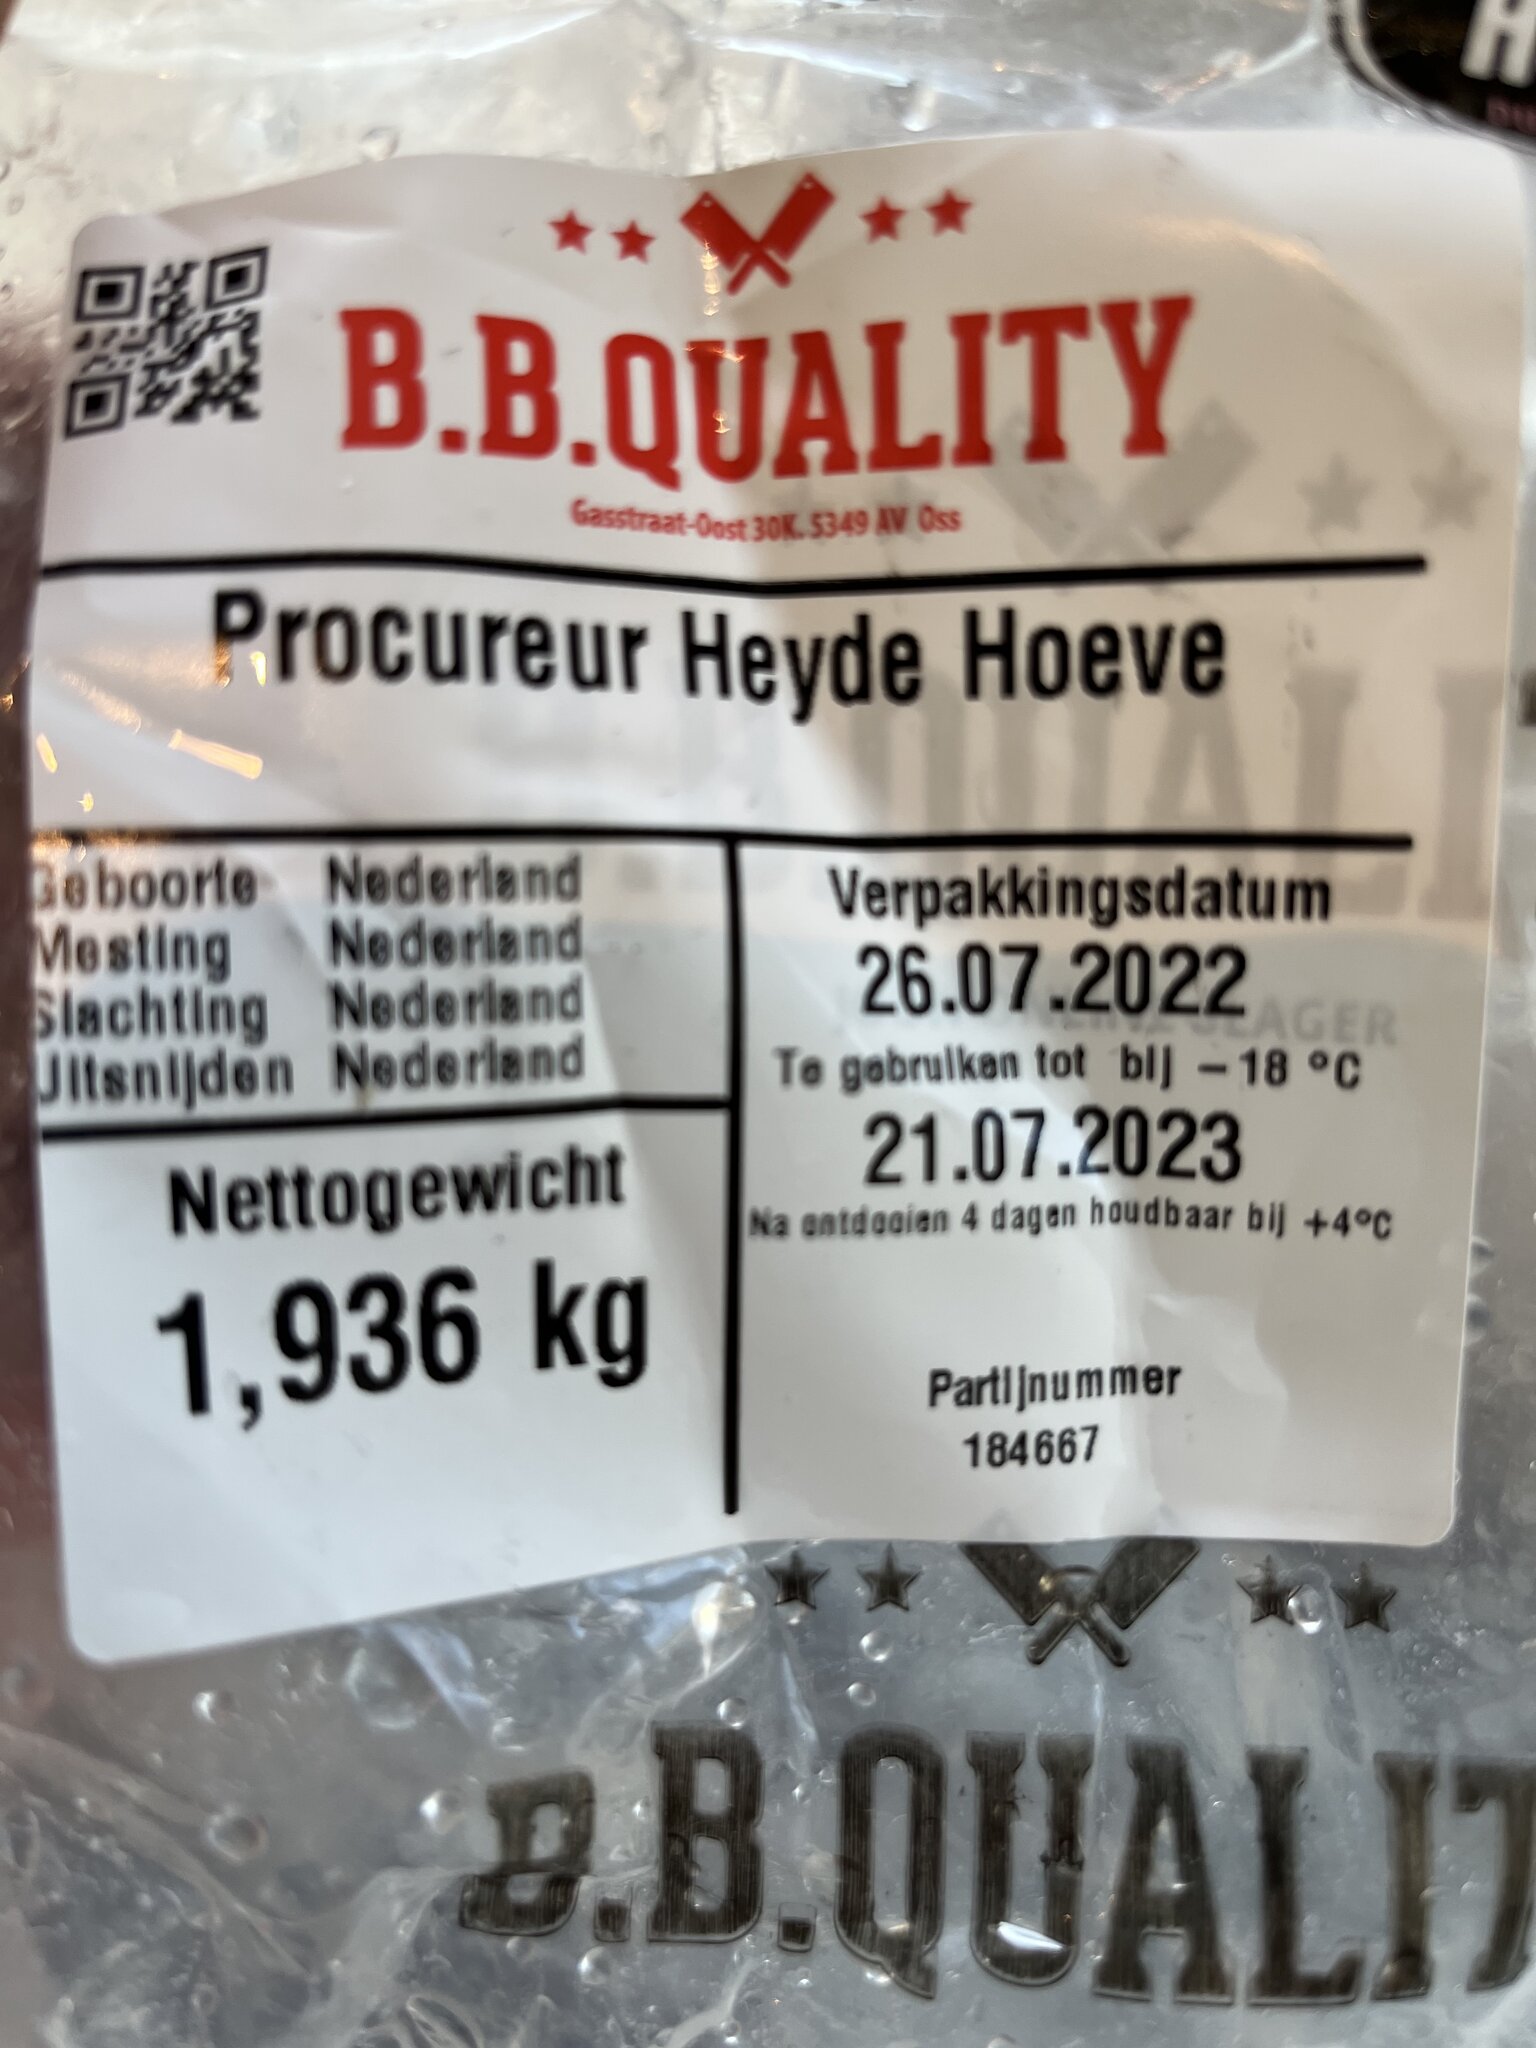 B.B.QUALITY
Gasstraat-Oost 30K. 5349 AV Oss
Procureur Heyde Hoeve
Geboorte Nederland
Mesting Nederland
Slachting Nederland
Uitsnijden Nederland
Nettogewicht
1,936 kg
Verpakkingsdatum
26.07.2022
Te gebruiken tot bij -18 °C
21.07.2023
Na ontdooien 4 dagen houdbaar bij +4°C
Partijnummer
184667
B.B.QUALIT